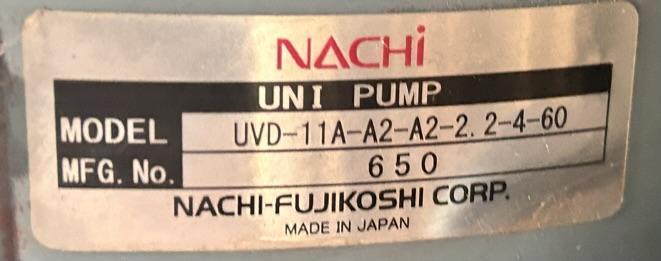 NACHi
UNI PUMP
MODEL UVD-11A-A2-A2-2.2-4-60
MFG. No. 650
NACHI-FUJIKOSHI CORP.
MADE IN JAPAN